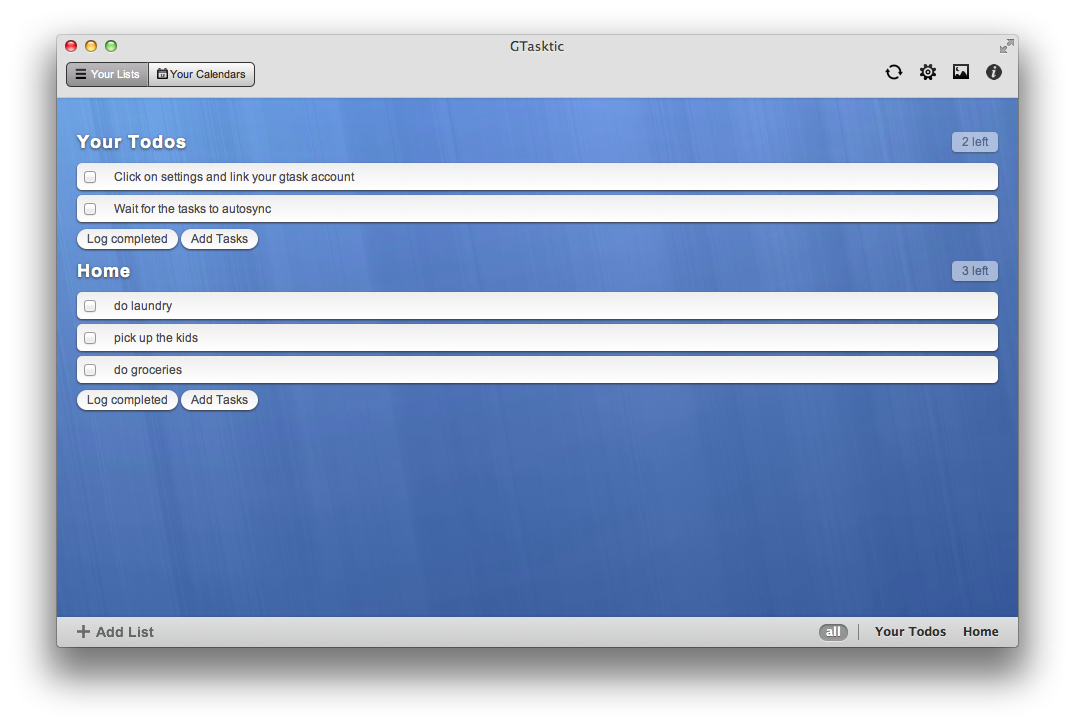 GTasktic
Your Lists Your Calendars
Your Todos 2 left
Click on settings and link your gtask account
Wait for the tasks to autosync
Log completed Add Tasks
Home 3 left
do laundry
pick up the kids
do groceries
Log completed Add Tasks
+ Add List all Your Todos Home